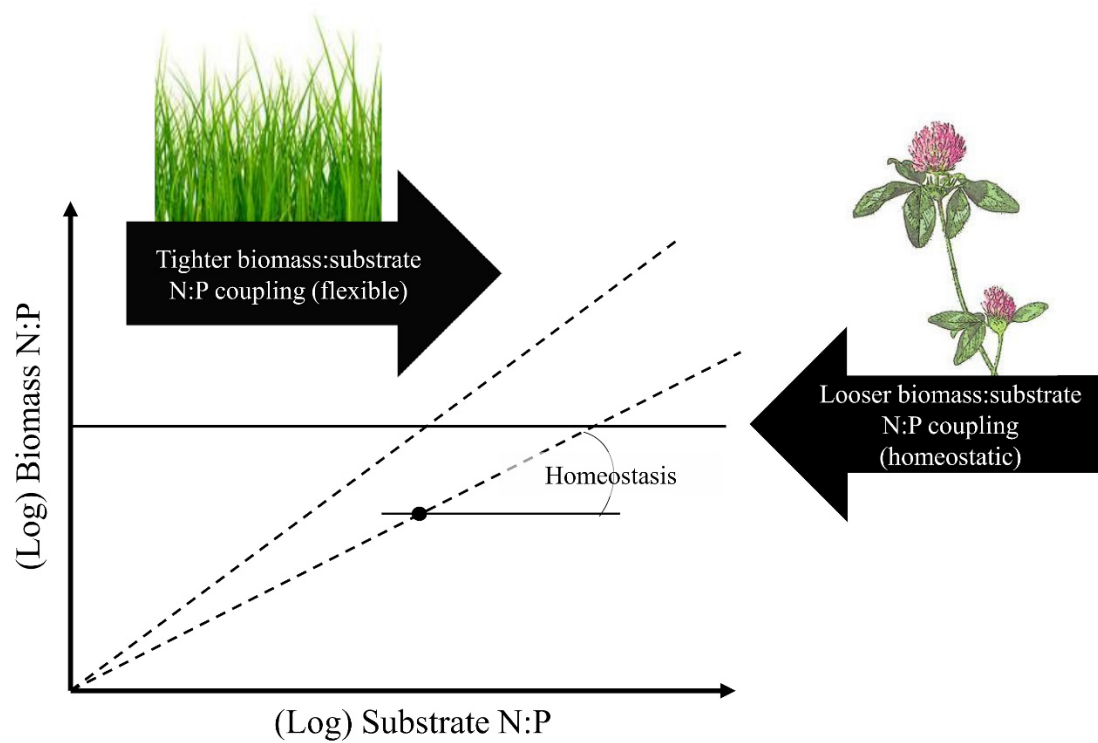 Tighter biomass:substrate
N:P coupling (flexible)
Looser biomass:substrate
N:P coupling
(homeostatic)
Homeostasis
(Log) Biomass N:P
(Log) Substrate N:P